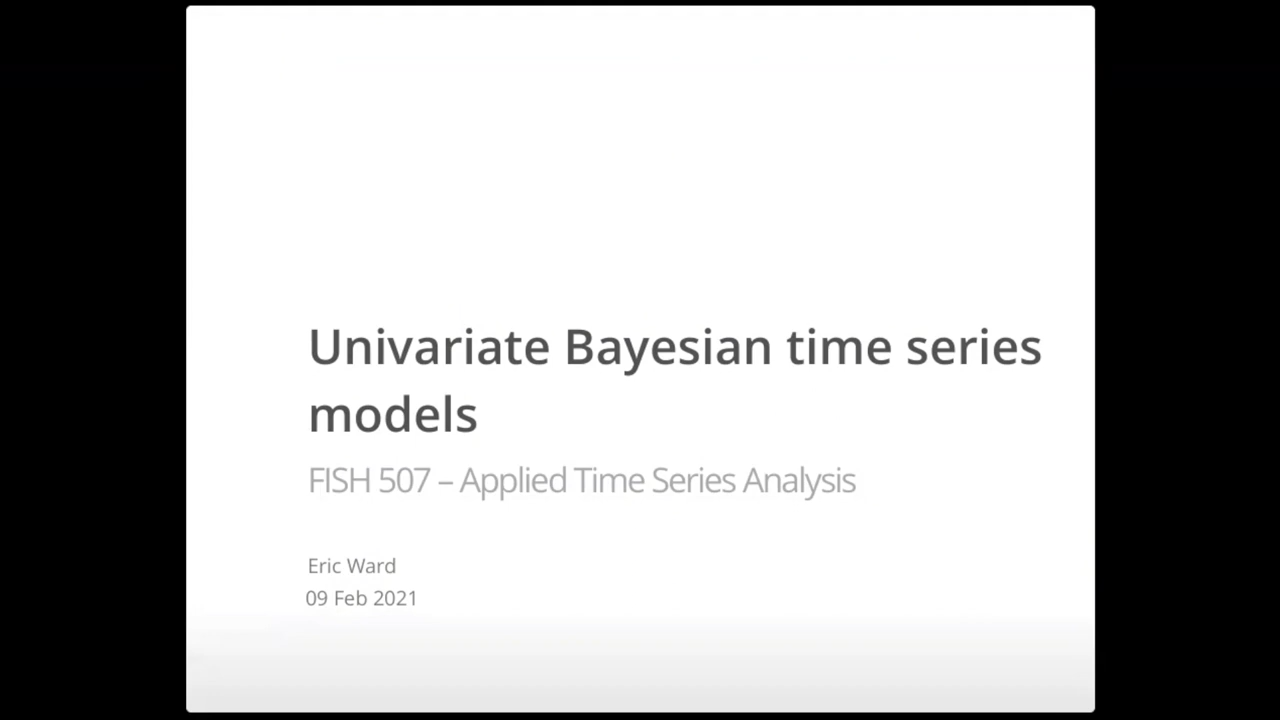 Univariate Bayesian time series
models
FISH 507 – Applied Time Series Analysis
Eric Ward
09 Feb 2021